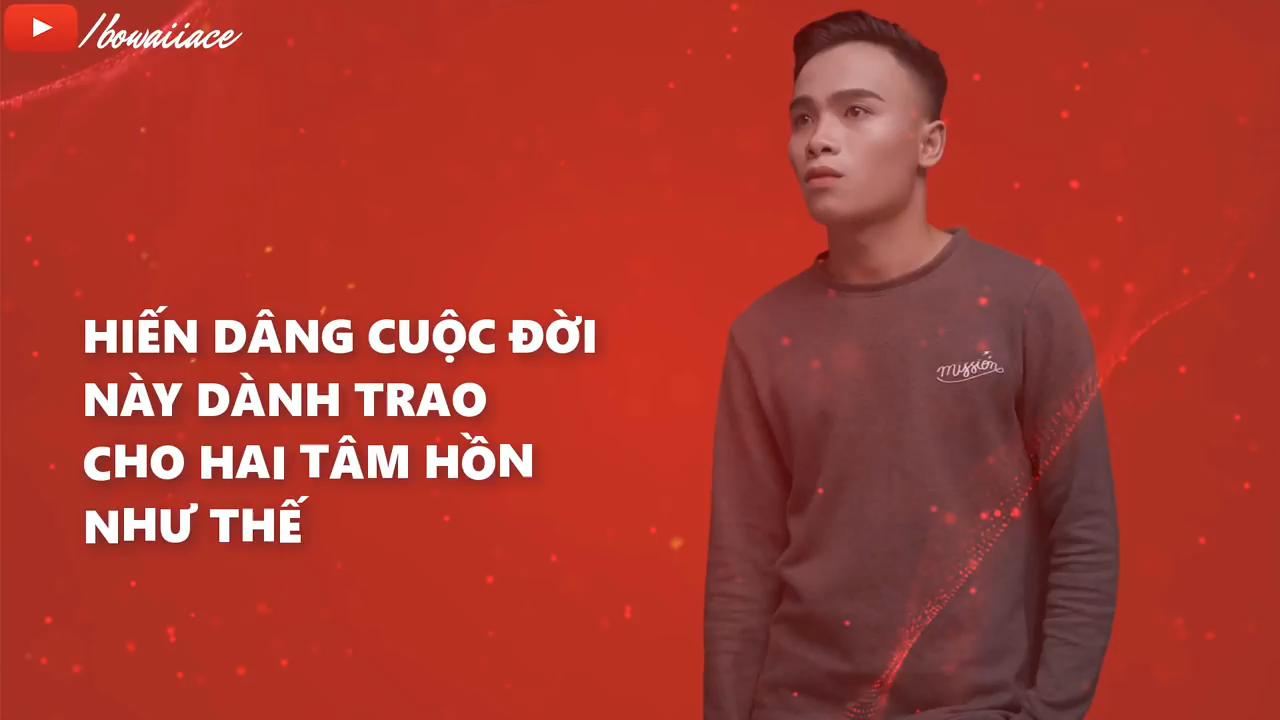 /bowaiiace
HIẾN DÂNG CUỘC ĐỜI
NÀY DÀNH TRAO
CHO HAI TÂM HỒN
NHƯ THẾ
mission